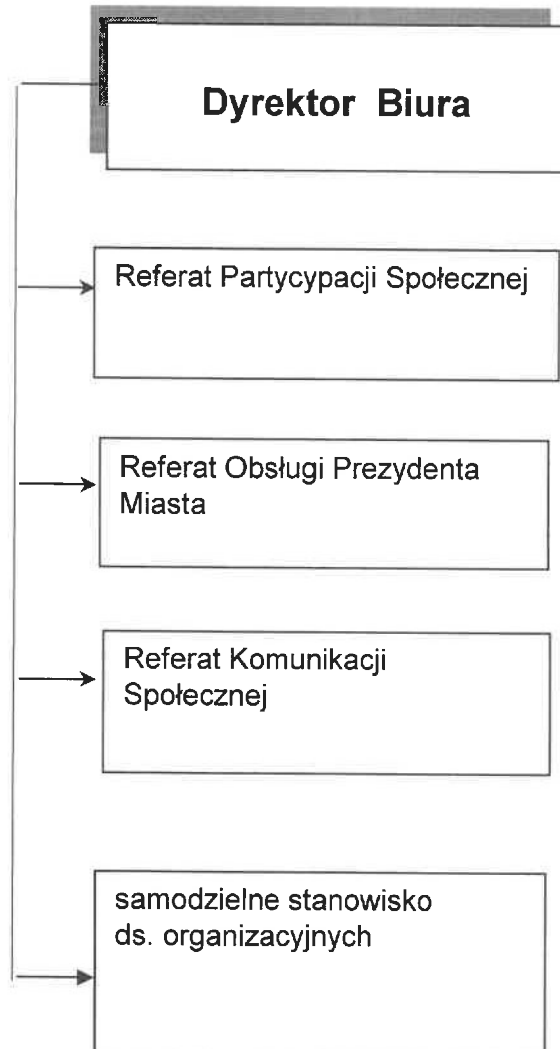 Dyrektor Biura
Referat Partycypacji Społecznej
Referat Obsługi Prezydenta
Miasta
Referat Komunikacji
Społecznej
samodzielne stanowisko
ds. organizacyjnych